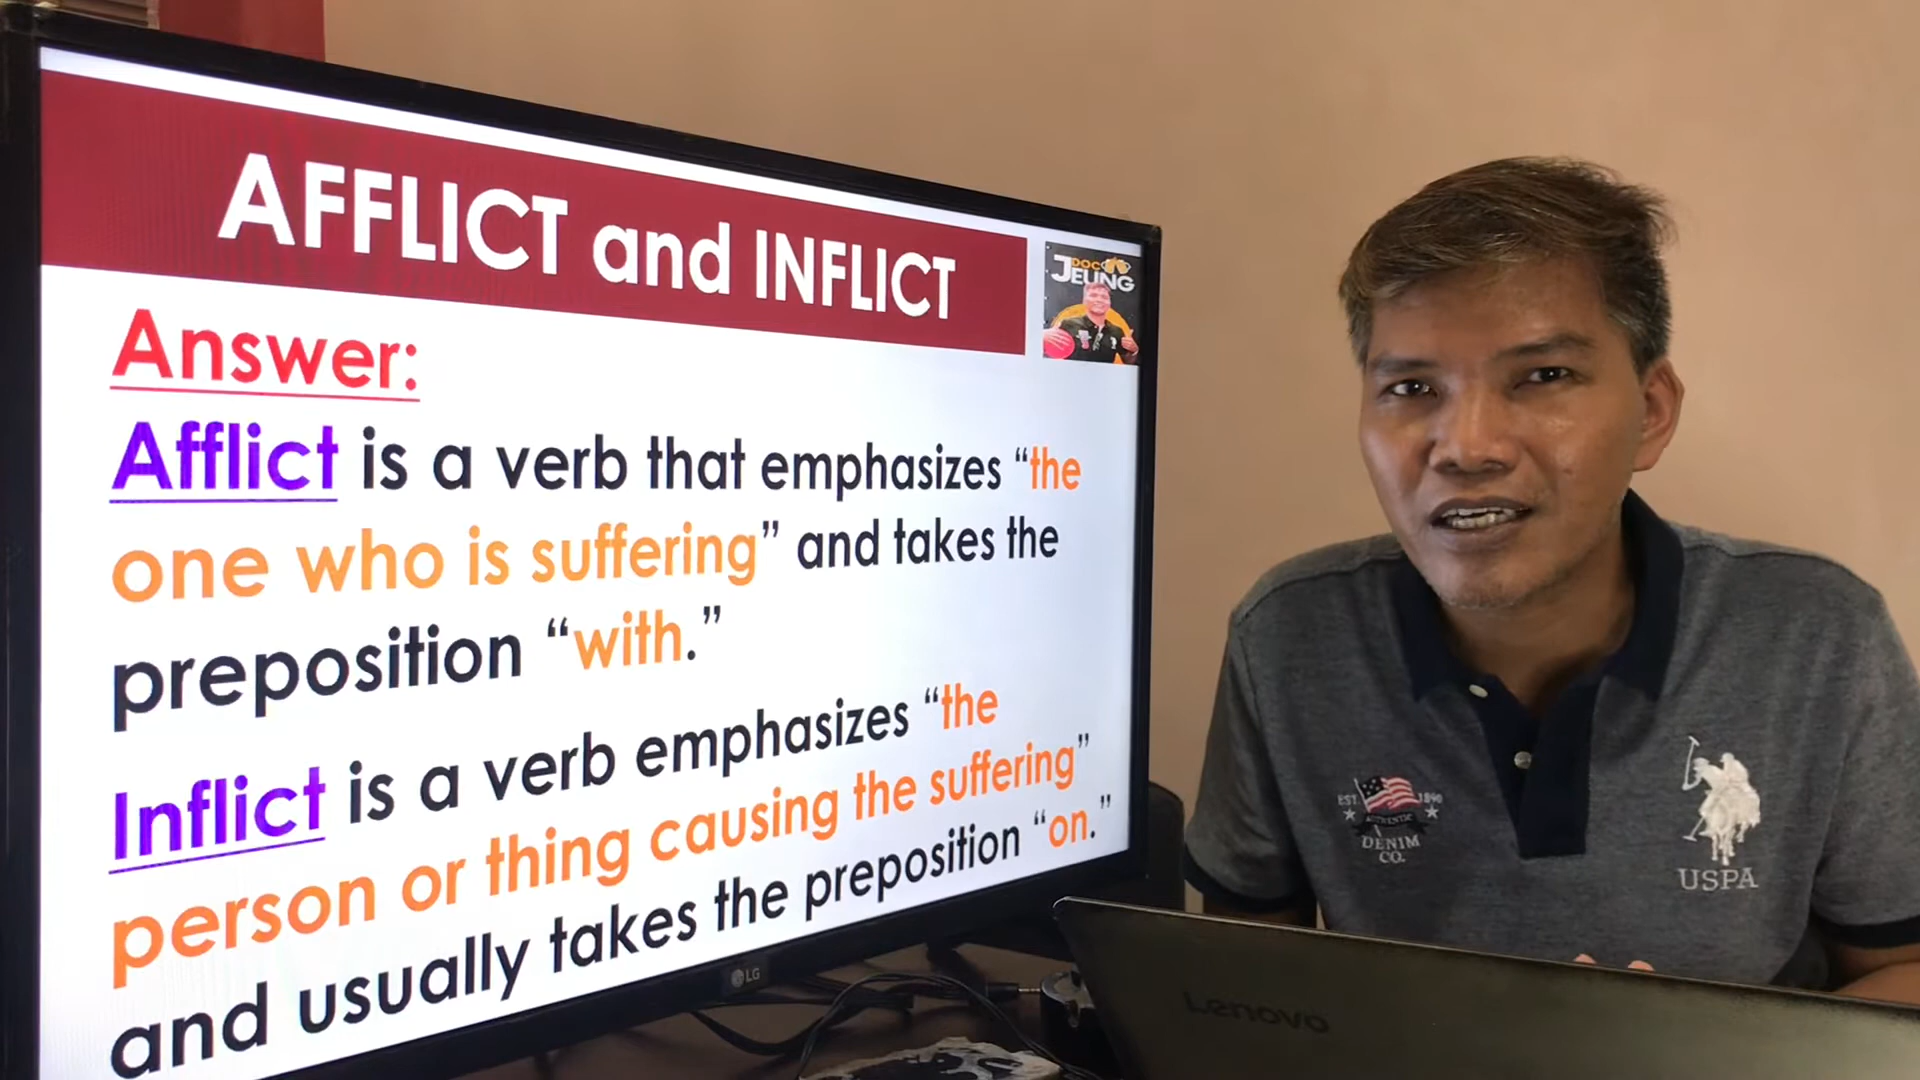 AFFLICT and INFLICT
DOC
JEUNG
Answer:
Afflict is a verb that emphasizes “the
one who is suffering” and takes the
preposition “with.”
Inflict is a verb emphasizes “the
person or thing causing the suffering”
and usually takes the preposition “on.”
LG
EST. 1890
AUTHENTIC
DENIM
CO.
USPA
Lenovo